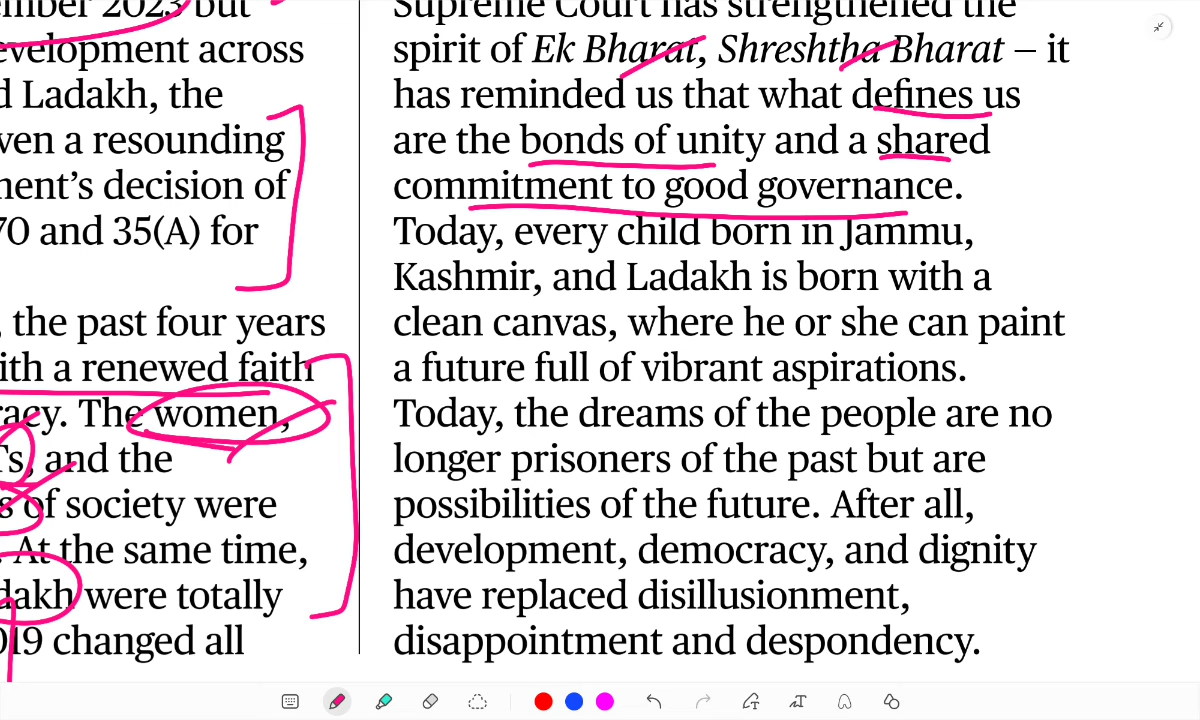 ember 2023 but
evelopment across
d Ladakh, the
ven a resounding
nent's decision of
70 and 35(A) for
, the past four years
ith a renewed faith
racy. The women,
Ts, and the
s of society were
. At the same time,
dakh were totally
019 changed all
Supreme Court has strengthened the
spirit of Ek Bharat, Shreshtha Bharat – it
has reminded us that what defines us
are the bonds of unity and a shared
commitment to good governance.
Today, every child born in Jammu,
Kashmir, and Ladakh is born with a
clean canvas, where he or she can paint
a future full of vibrant aspirations.
Today, the dreams of the people are no
longer prisoners of the past but are
possibilities of the future. After all,
development, democracy, and dignity
have replaced disillusionment,
disappointment and despondency.